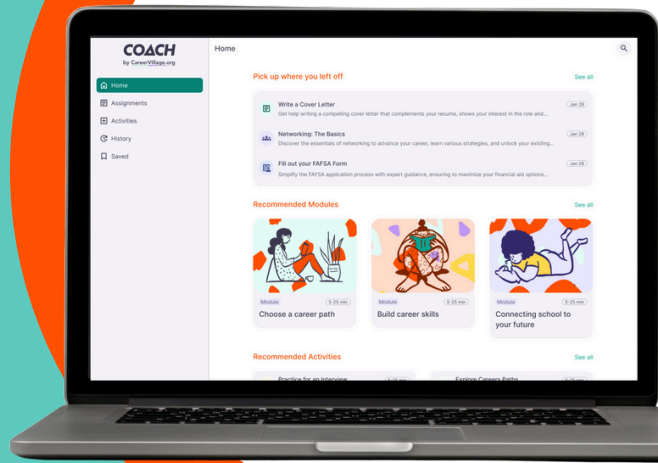 COACH
by CareerVillage.org
Home
Assignments
Activities
History
Saved
Home
Pick up where you left off
See all
Write a Cover Letter
Jan 29
Get help writing a compelling cover letter that complements your resume, shows your interest in the role and...
Networking: The Basics
Jan 29
Discover the essentials of networking to advance your career, learn various strategies, and unlock your existing...
Fill out your FAFSA Form
Jan 29
Simplify the FAFSA application process with expert guidance, ensuring to maximize your financial aid options...
Recommended Modules
See all
Module
5-25 min
Choose a career path
Module
5-25 min
Build career skills
Module
5-25 min
Connecting school to
your future
Recommended Activities
See all
Practice for an Interview
Explore Careers Paths